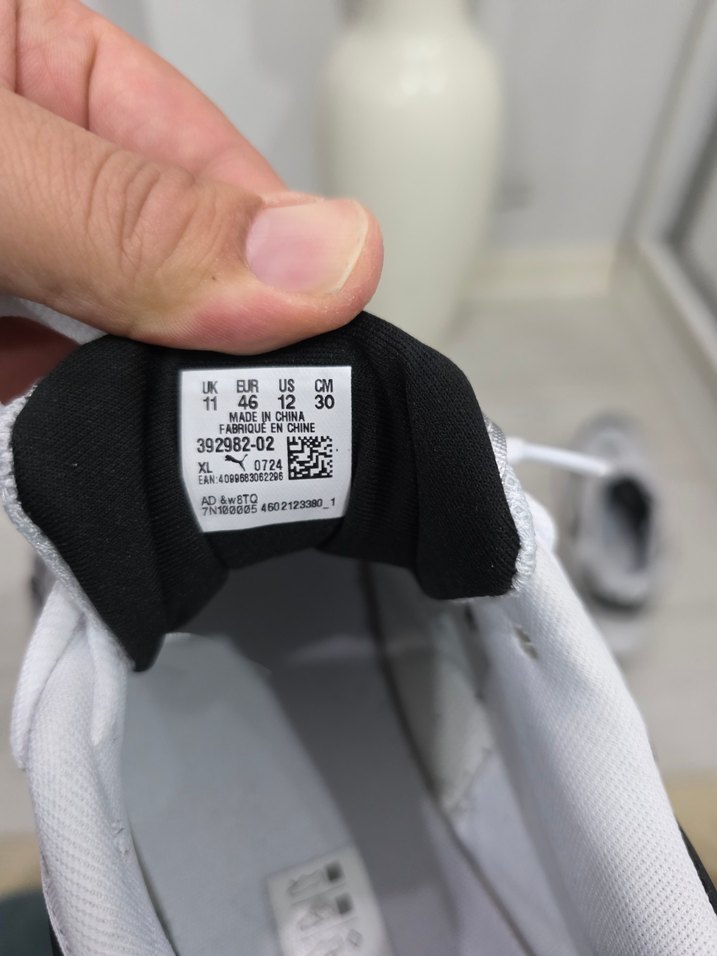 UK EUR US CM
11 46 12 30
MADE IN CHINA
FABRIQUÉ EN CHINE
392982-02
XL 0724
EAN:4099683062296
AD &w8TQ
7N100005 4602123380_1